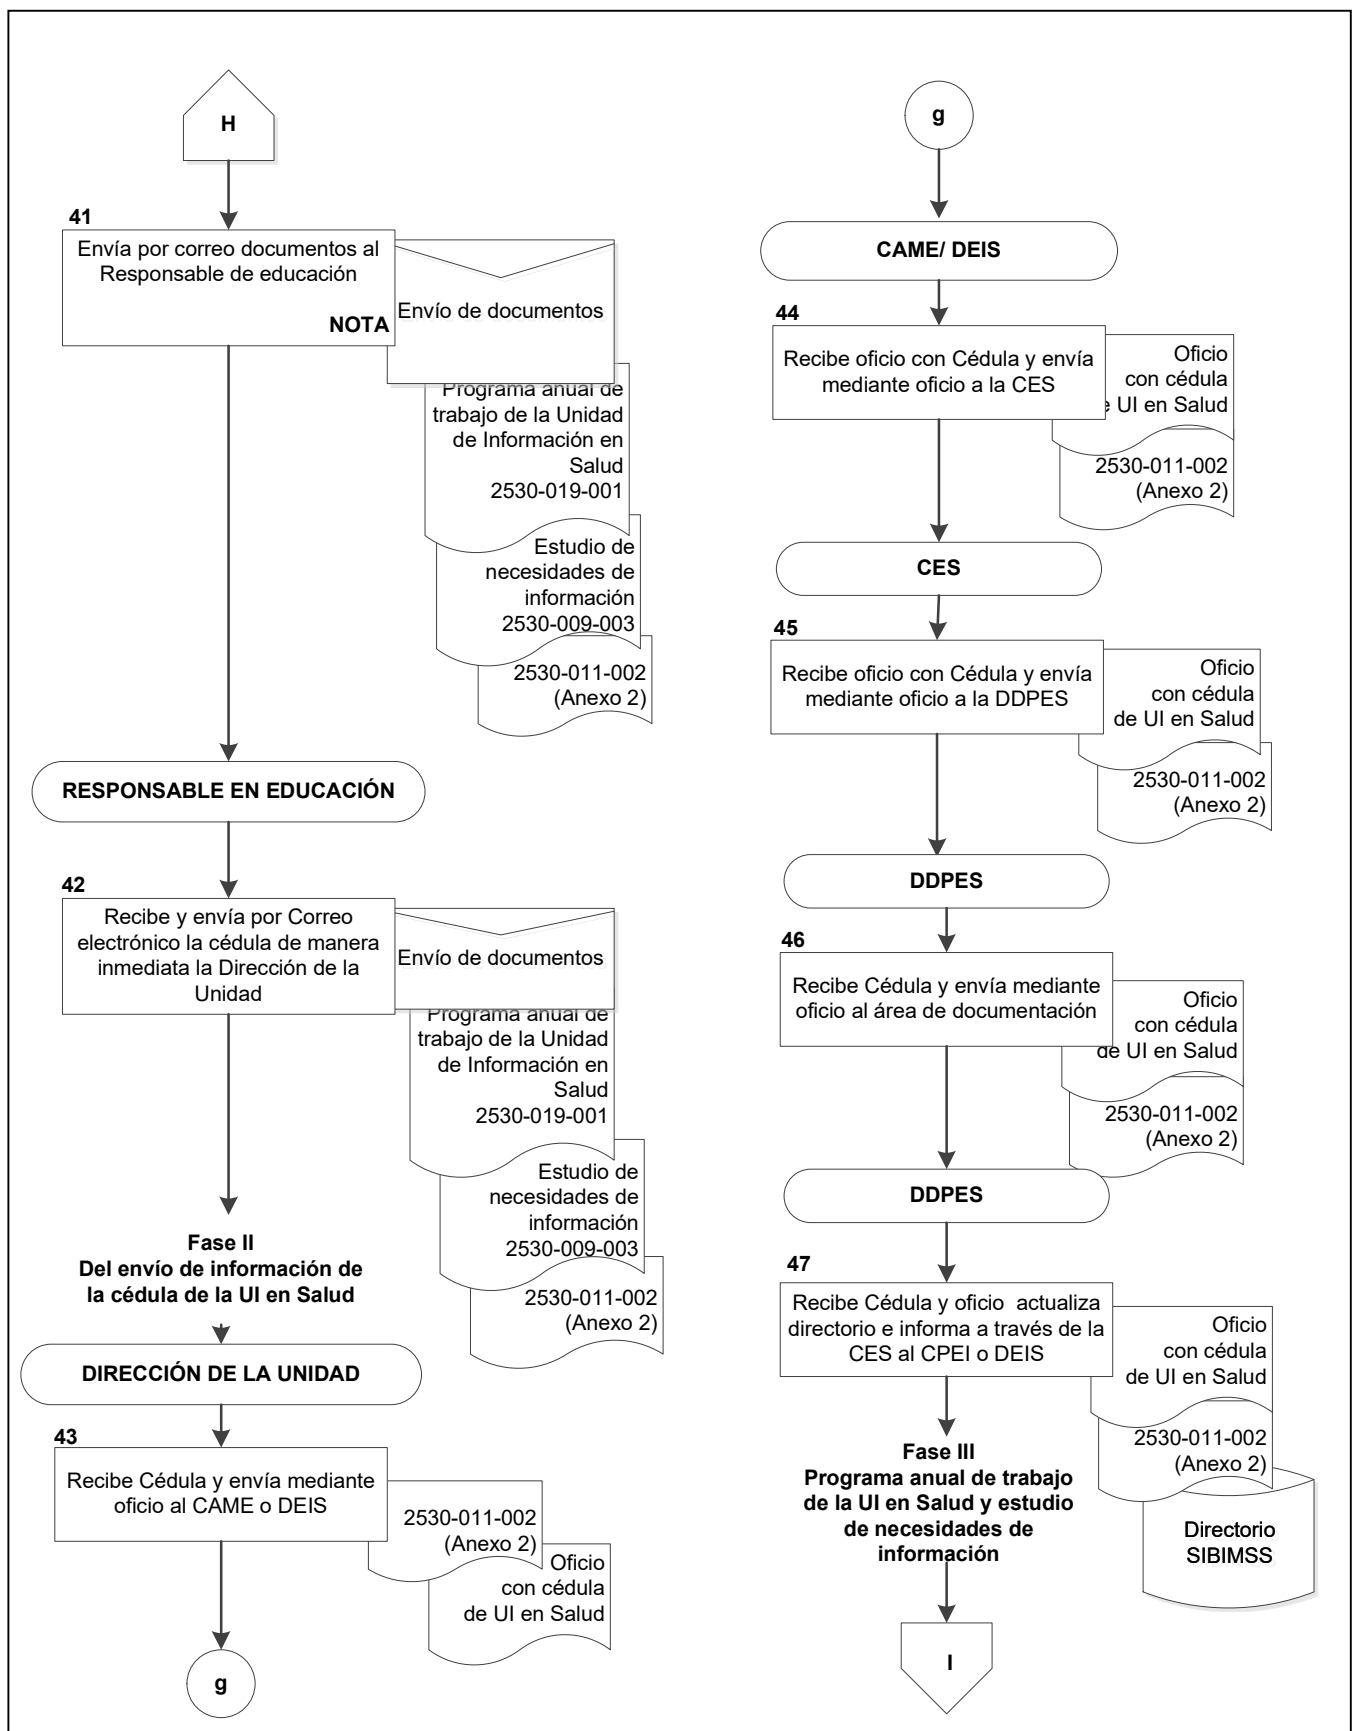 H
41
Envía por correo documentos al
Responsable de educación
NOTA
Envío de documentos
Programa anual de
trabajo de la Unidad
de Información en
Salud
2530-019-001
Estudio de
necesidades de
información
2530-009-003
2530-011-002
(Anexo 2)
RESPONSABLE EN EDUCACIÓN
42
Recibe y envía por Correo
electrónico la cédula de manera
inmediata la Dirección de la
Unidad
Envío de documentos
Programa anual de
trabajo de la Unidad
de Información en
Salud
2530-019-001
Estudio de
necesidades de
información
2530-009-003
2530-011-002
(Anexo 2)
Fase II
Del envío de información de
la cédula de la UI en Salud
DIRECCIÓN DE LA UNIDAD
43
Recibe Cédula y envía mediante
oficio al CAME o DEIS
2530-011-002
(Anexo 2)
Oficio
con cédula
de UI en Salud
g
g
CAME/ DEIS
44
Recibe oficio con Cédula y envía
mediante oficio a la CES
Oficio
con cédula
e UI en Salud
2530-011-002
(Anexo 2)
CES
45
Recibe oficio con Cédula y envía
mediante oficio a la DDPES
Oficio
con cédula
de UI en Salud
2530-011-002
(Anexo 2)
DDPES
46
Recibe Cédula y envía mediante
oficio al área de documentación
Oficio
con cédula
de UI en Salud
2530-011-002
(Anexo 2)
DDPES
47
Recibe Cédula y oficio  actualiza
directorio e informa a través de la
CES al CPEI o DEIS
Oficio
con cédula
de UI en Salud
2530-011-002
(Anexo 2)
Directorio
SIBIMSS
Fase III
Programa anual de trabajo
de la UI en Salud y estudio
de necesidades de
información
I